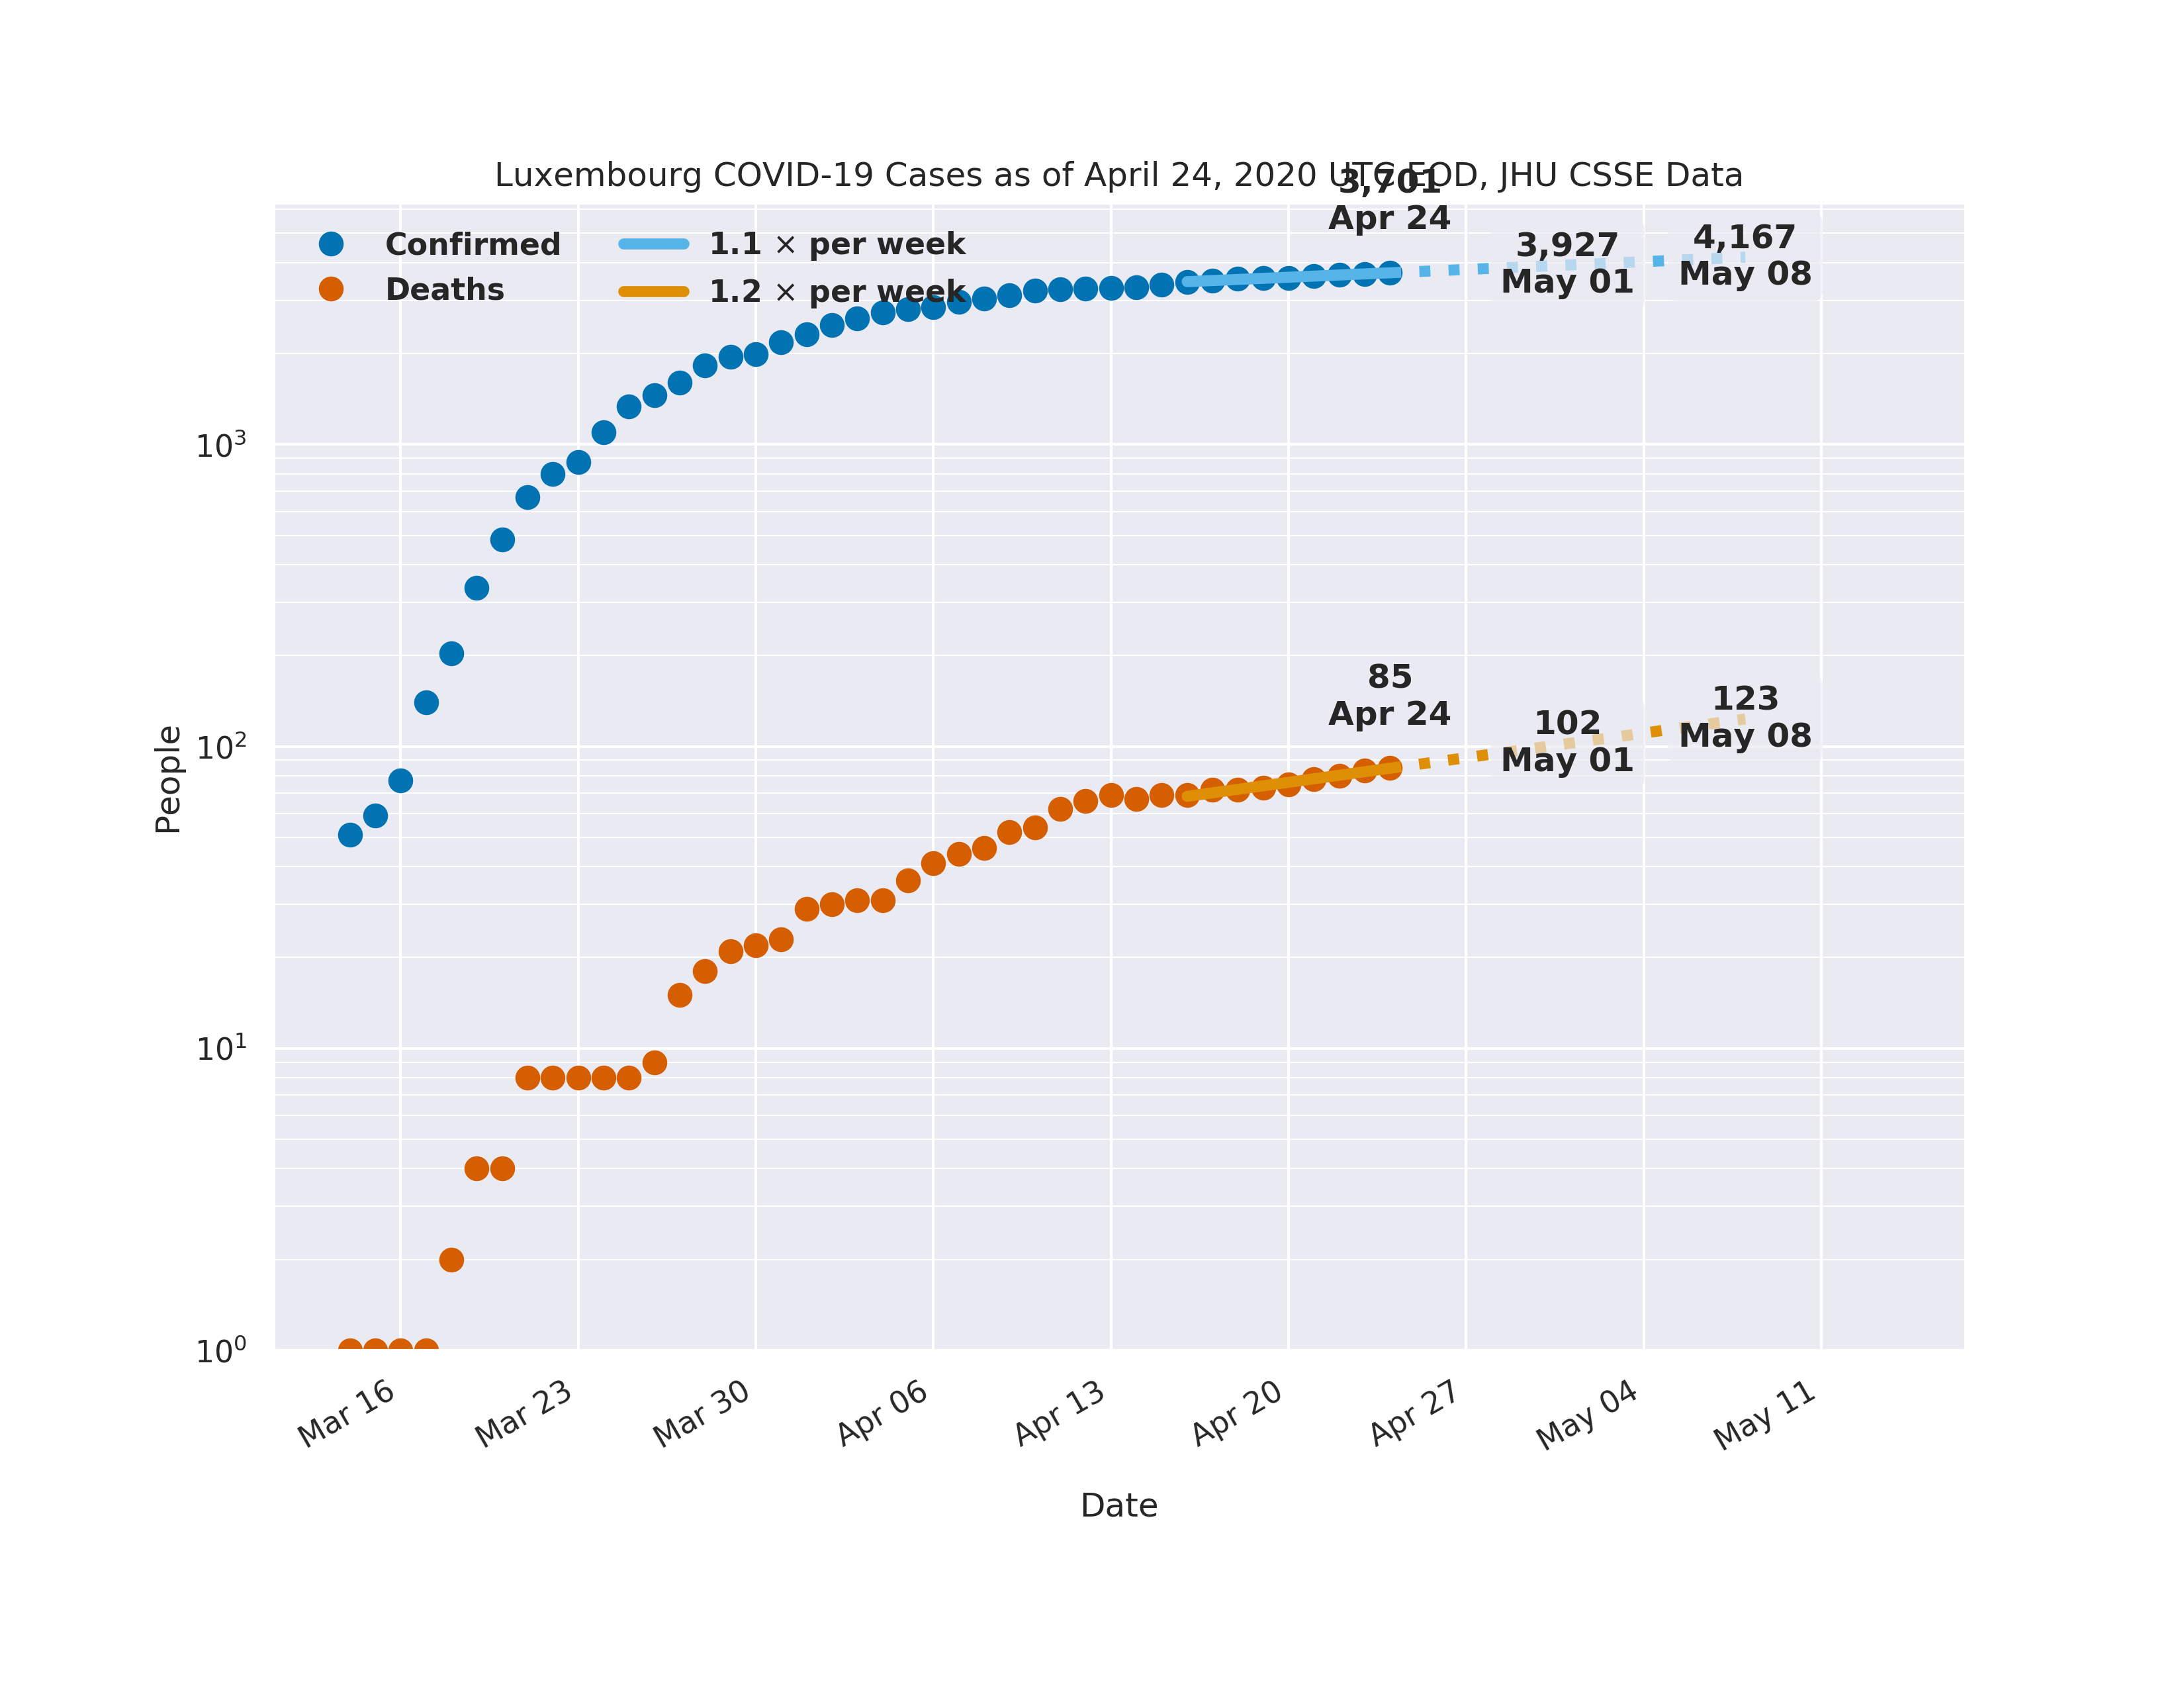 Luxembourg COVID-19 Cases as of April 24, 2020 UTC EOD, JHU CSSE Data
3,701
Apr 24
Confirmed
Deaths
1.1 × per week
1.2 × per week
3,927
May 01
4,167
May 08
85
Apr 24
102
May 01
123
May 08
People
10³
10²
10¹
10⁰
Mar 16
Mar 23
Mar 30
Apr 06
Apr 13
Apr 20
Apr 27
May 04
May 11
Date